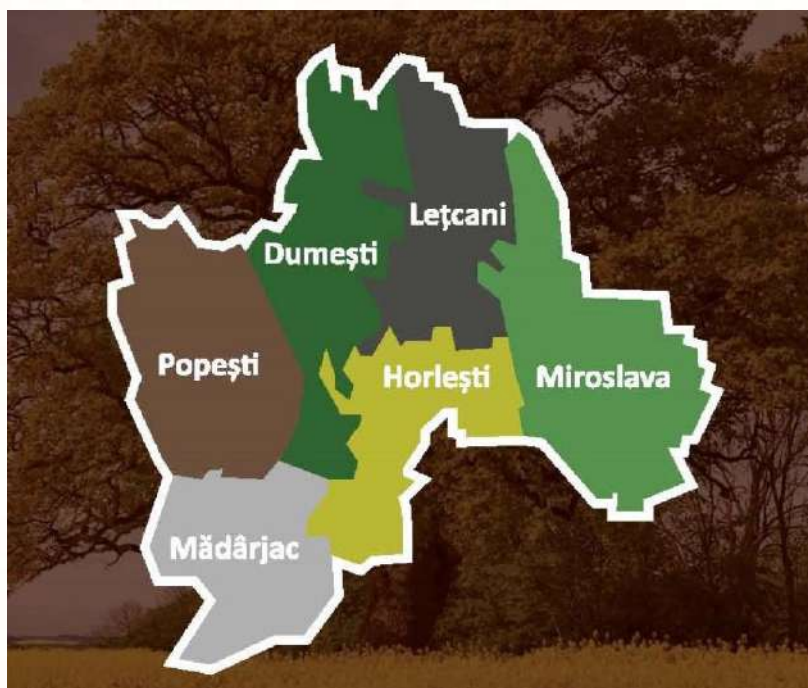 Lețcani
Dumești
Popești
Horlești
Miroslava
Mădârjac